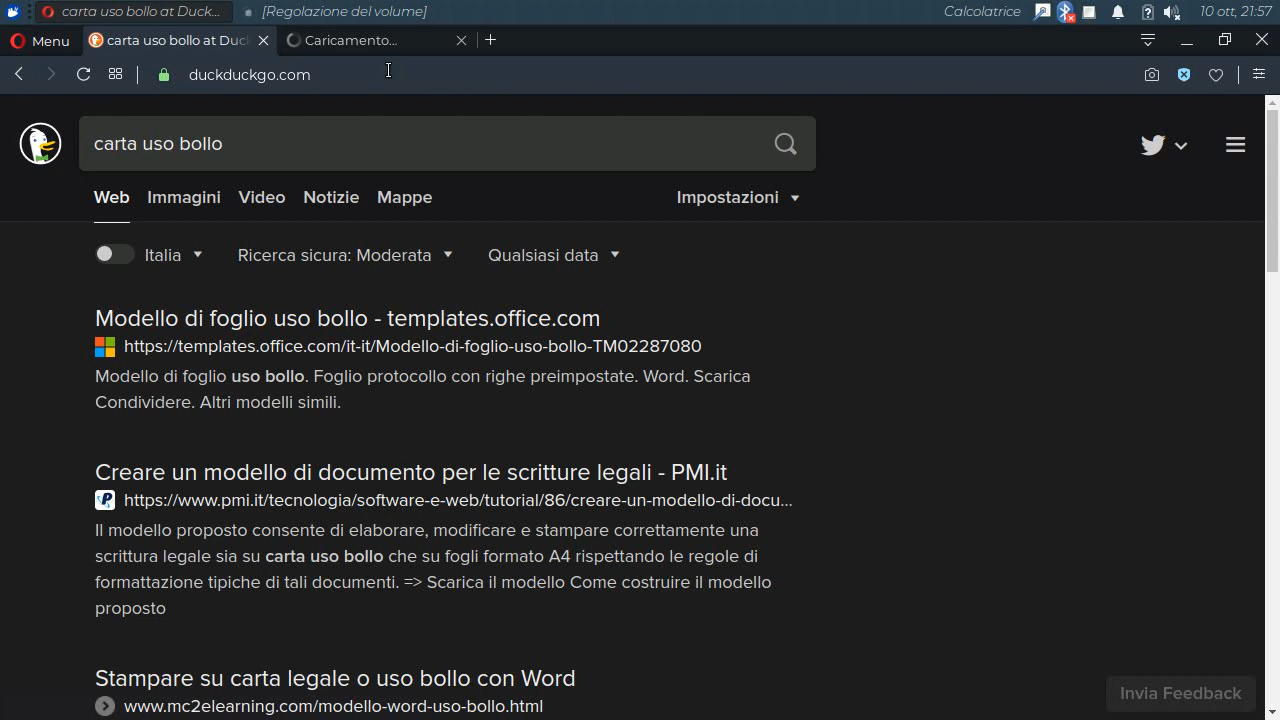 carta uso bollo at Duck...
[Regolazione del volume]
Calcolatrice
10 ott, 21:57
Menu
carta uso bollo at Duc
Caricamento...
duckduckgo.com
carta uso bollo
Web Immagini Video Notizie Mappe Impostazioni
Italia Ricerca sicura: Moderata Qualsiasi data
Modello di foglio uso bollo - templates.office.com
https://templates.office.com/it-it/Modello-di-foglio-uso-bollo-TM02287080
Modello di foglio uso bollo. Foglio protocollo con righe preimpostate. Word. Scarica
Condividere. Altri modelli simili.
Creare un modello di documento per le scritture legali - PMI.it
https://www.pmi.it/tecnologia/software-e-web/tutorial/86/creare-un-modello-di-docu...
Il modello proposto consente di elaborare, modificare e stampare correttamente una
scrittura legale sia su carta uso bollo che su fogli formato A4 rispettando le regole di
formattazione tipiche di tali documenti. => Scarica il modello Come costruire il modello
proposto
Stampare su carta legale o uso bollo con Word
www.mc2elearning.com/modello-word-uso-bollo.html
Invia Feedback